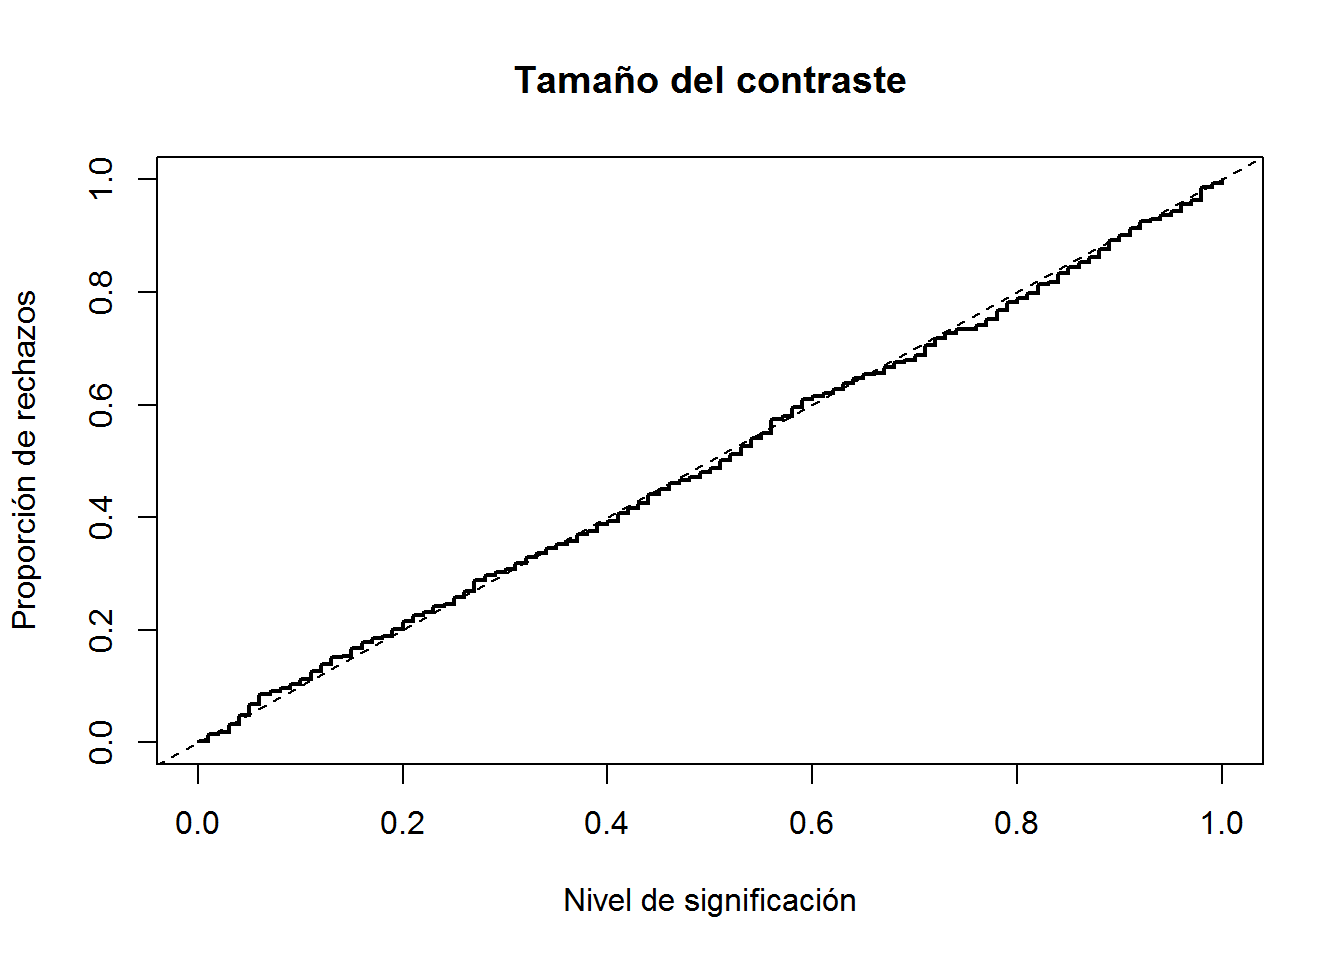 Tamaño del contraste
Proporción de rechazos
1.0
0.8
0.6
0.4
0.2
0.0
0.0 0.2 0.4 0.6 0.8 1.0
Nivel de significación